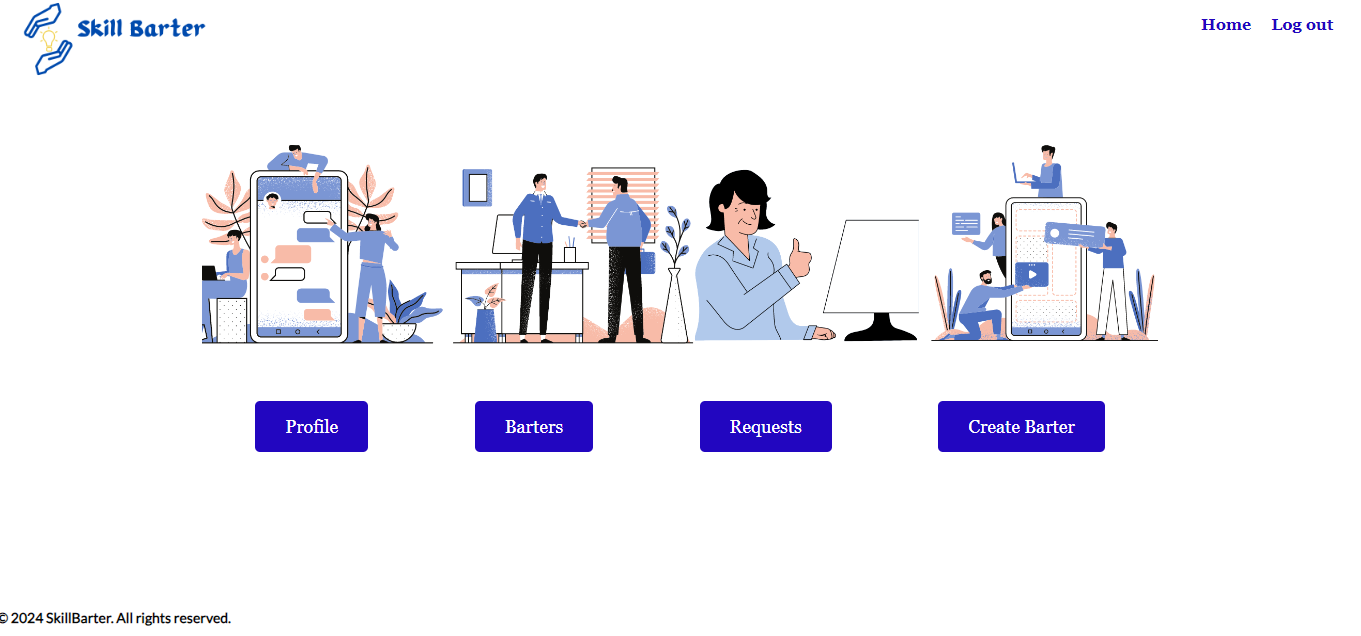 Skill Barter
Home Log out
Profile Barters Requests Create Barter
© 2024 SkillBarter. All rights reserved.